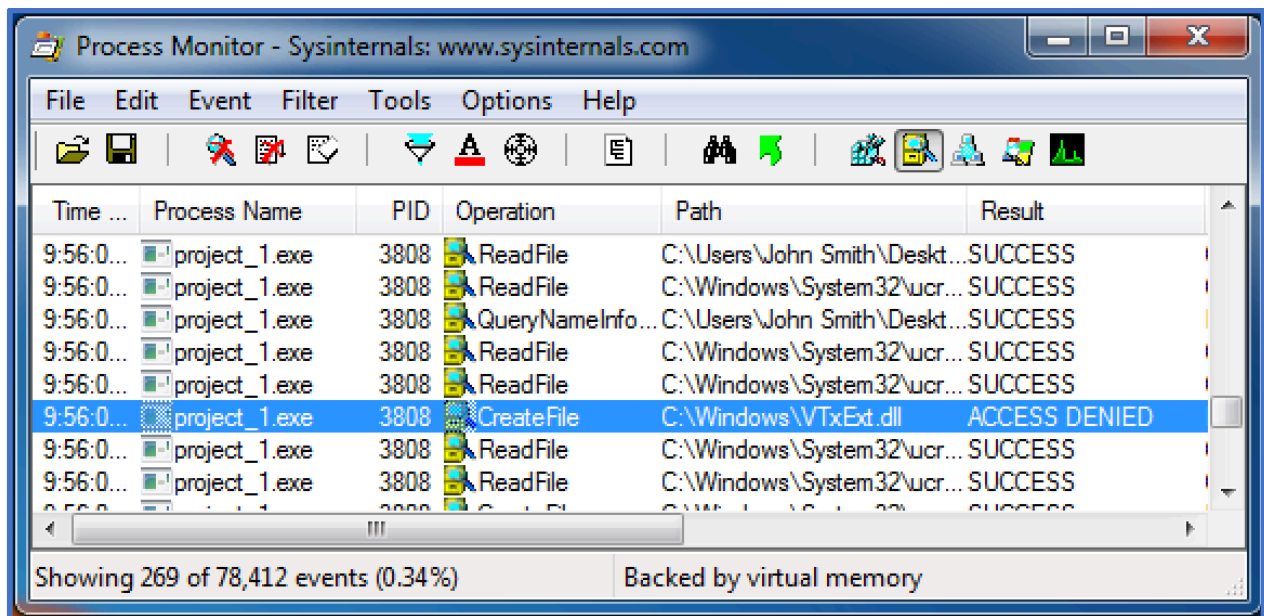 Process Monitor - Sysinternals: www.sysinternals.com
File Edit Event Filter Tools Options Help
Time ... Process Name PID Operation Path Result
9:56:0... project_1.exe 3808 ReadFile C:\Users\John Smith\Deskt... SUCCESS
9:56:0... project_1.exe 3808 ReadFile C:\Windows\System32\ucr... SUCCESS
9:56:0... project_1.exe 3808 QueryNameInfo... C:\Users\John Smith\Deskt... SUCCESS
9:56:0... project_1.exe 3808 ReadFile C:\Windows\System32\ucr... SUCCESS
9:56:0... project_1.exe 3808 ReadFile C:\Windows\System32\ucr... SUCCESS
9:56:0... project_1.exe 3808 CreateFile C:\Windows\VTxExt.dll ACCESS DENIED
9:56:0... project_1.exe 3808 ReadFile C:\Windows\System32\ucr... SUCCESS
9:56:0... project_1.exe 3808 ReadFile C:\Windows\System32\ucr... SUCCESS
Showing 269 of 78,412 events (0.34%) Backed by virtual memory